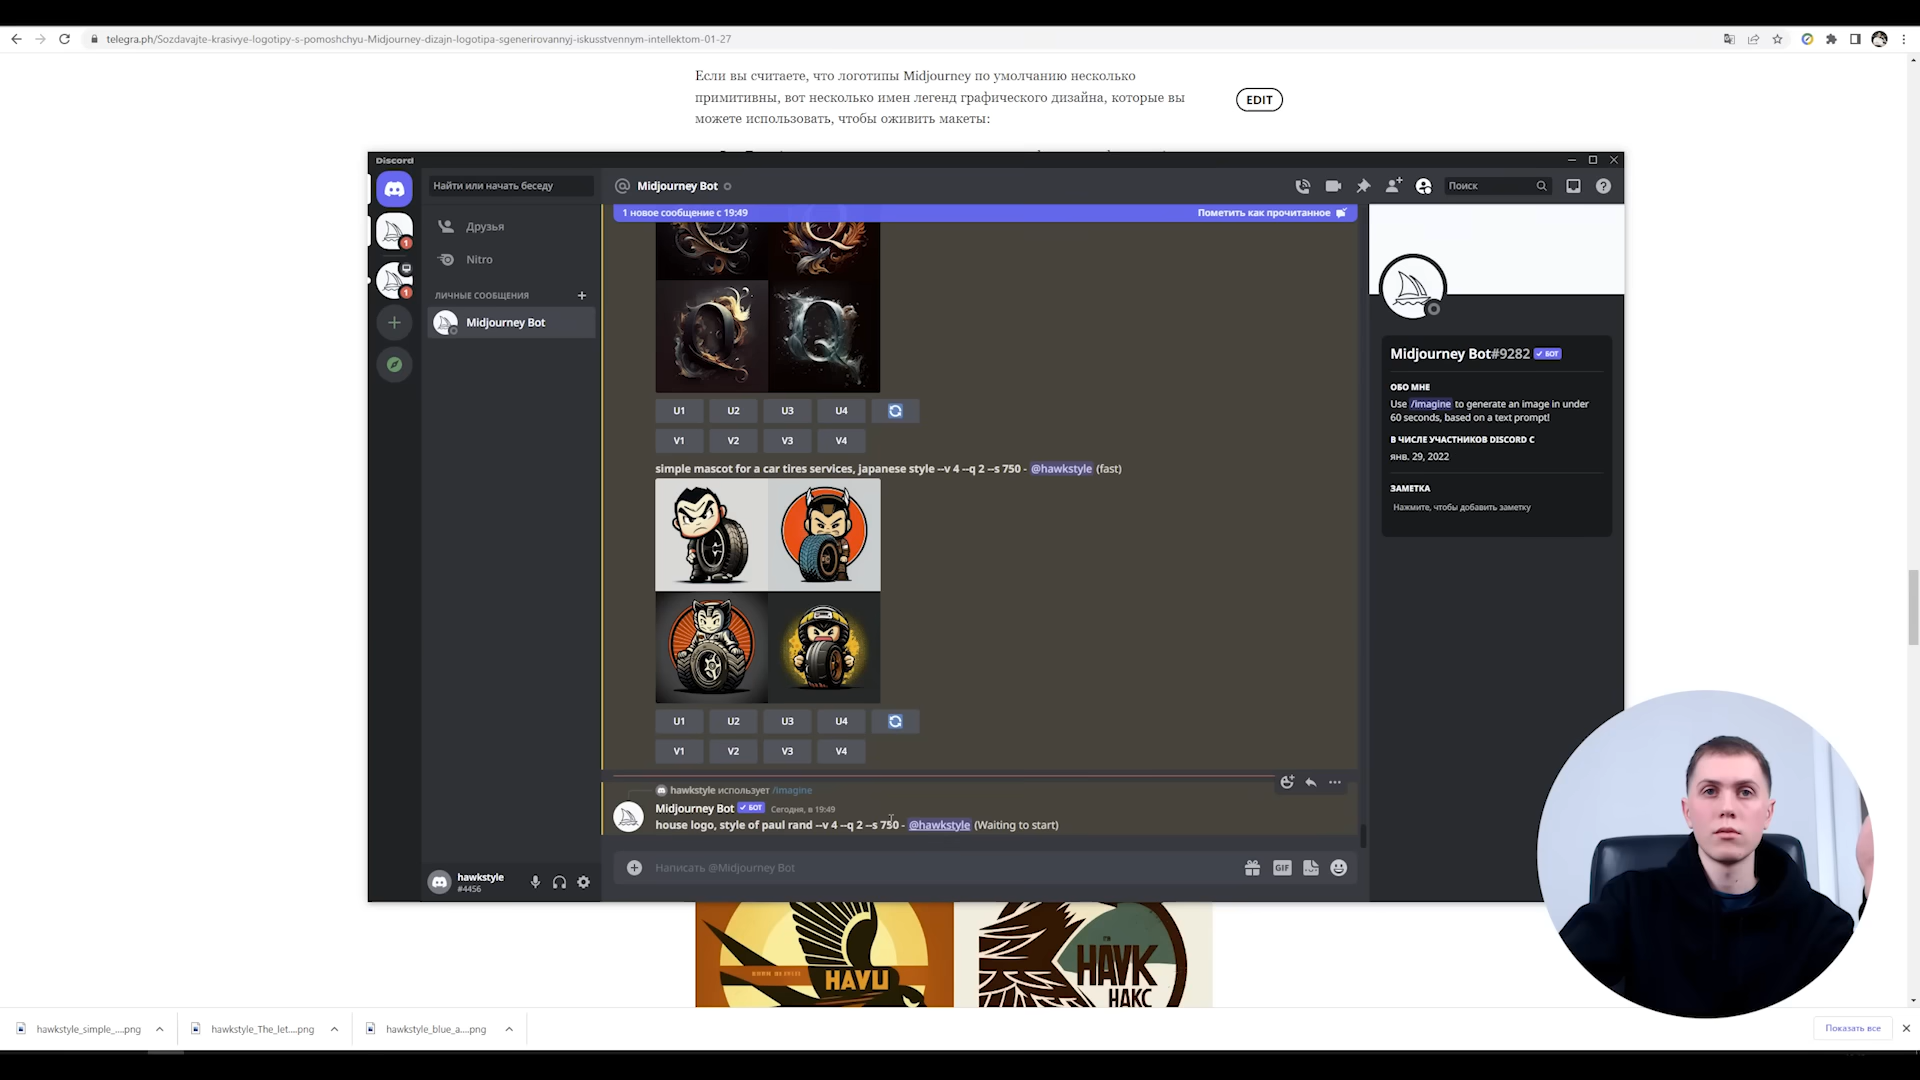 telegra.ph/Sozdavajte-krasivye-logotipy-s-pomoshchyu-Midjourney-dizajn-logotipa-sgenerirovannyj-iskusstvennym-intellektom-01-27
Если вы считаете, что логотипы Midjourney по умолчанию несколько
примитивны, вот несколько имен легенд графического дизайна, которые вы
можете использовать, чтобы оживить макеты:
EDIT
Discord
Найти или начать беседу
Друзья
Nitro
ЛИЧНЫЕ СООБЩЕНИЯ
Midjourney Bot
1
1
hawkstyle
#4456
Midjourney Bot
Поиск
1 новое сообщение с 19:49
Пометить как прочитанное
U1 U2 U3 U4
V1 V2 V3 V4
simple mascot for a car tires services, japanese style --v 4 --q 2 --s 750 - @hawkstyle (fast)
U1 U2 U3 U4
V1 V2 V3 V4
hawkstyle использует /imagine
Midjourney Bot БОТ Сегодня, в 19:49
house logo, style of paul rand --v 4 --q 2 --s 750 - @hawkstyle (Waiting to start)
Написать @Midjourney Bot
GIF
Midjourney Bot#9282 БОТ
ОБО МНЕ
Use /imagine to generate an image in under
60 seconds, based on a text prompt!
В ЧИСЛЕ УЧАСТНИКОВ DISCORD С
янв. 29, 2022
ЗАМЕТКА
Нажмите, чтобы добавить заметку
HAVU
HAVK
HAKC
hawkstyle_simple_....png
hawkstyle_The_let....png
hawkstyle_blue_a....png
Показать все